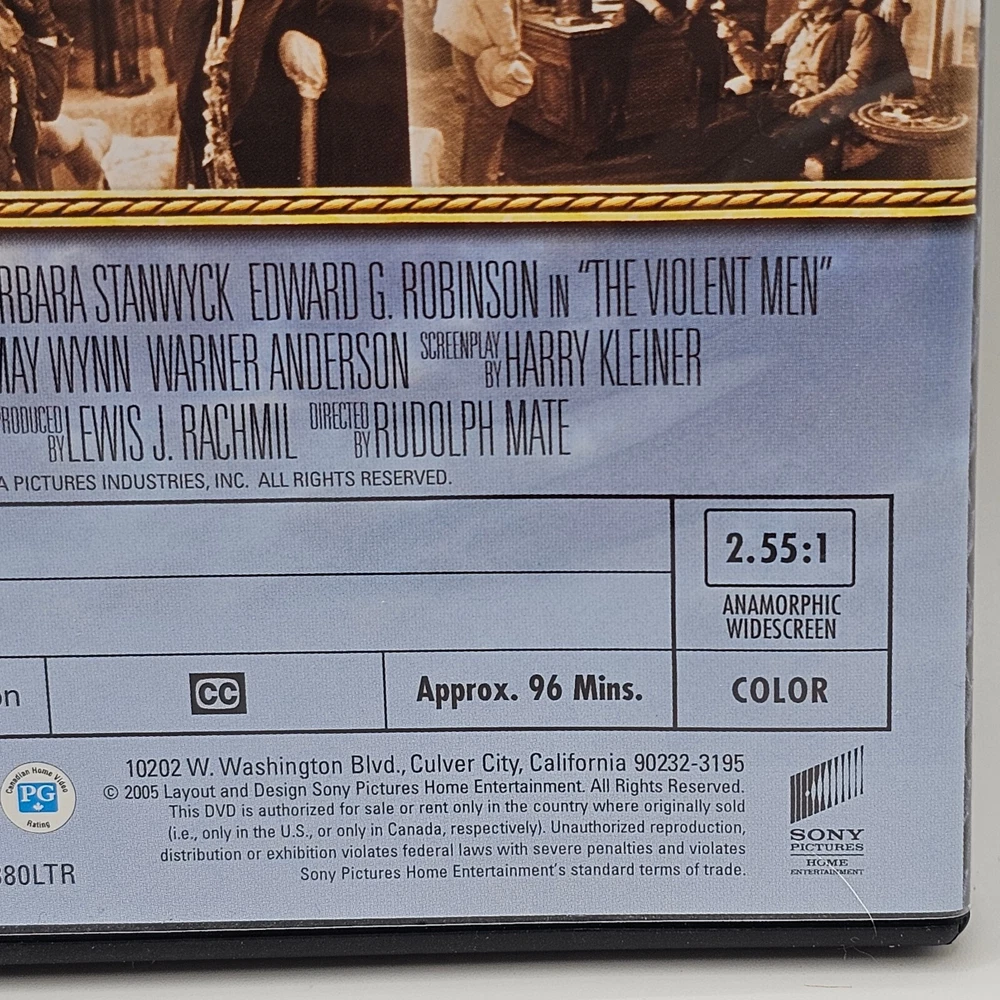 STANWYCK EDWARD G. ROBINSON IN "THE VIOLENT MEN"
MAY WYNN WARNER ANDERSON SCREENPLAY BY HARRY KLEINER
PRODUCED BY LEWIS J. RACHMIL DIRECTED BY RUDOLPH MATE
PICTURES INDUSTRIES, INC. ALL RIGHTS RESERVED.
2.55:1
ANAMORPHIC
WIDESCREEN
CC
Approx. 96 Mins.
COLOR
Canadian Home Video
PG
Rating
10202 W. Washington Blvd., Culver City, California 90232-3195
© 2005 Layout and Design Sony Pictures Home Entertainment. All Rights Reserved.
This DVD is authorized for sale or rent only in the country where originally sold
(i.e., only in the U.S., or only in Canada, respectively). Unauthorized reproduction,
distribution or exhibition violates federal laws with severe penalties and violates
Sony Pictures Home Entertainment's standard terms of trade.
80LTR
SONY
PICTURES
HOME
ENTERTAINMENT